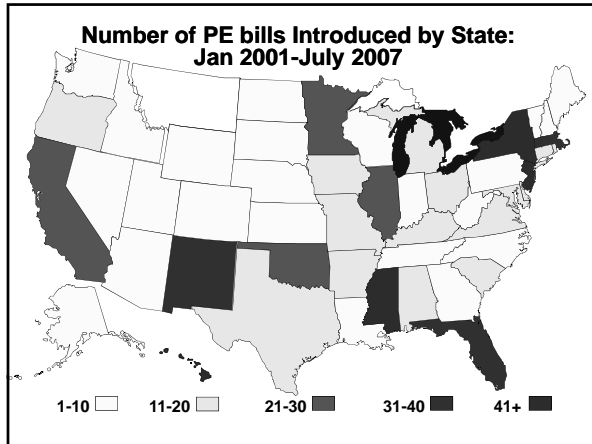 Number of PE bills Introduced by State:
Jan 2001-July 2007
1-10 11-20 21-30 31-40 41+